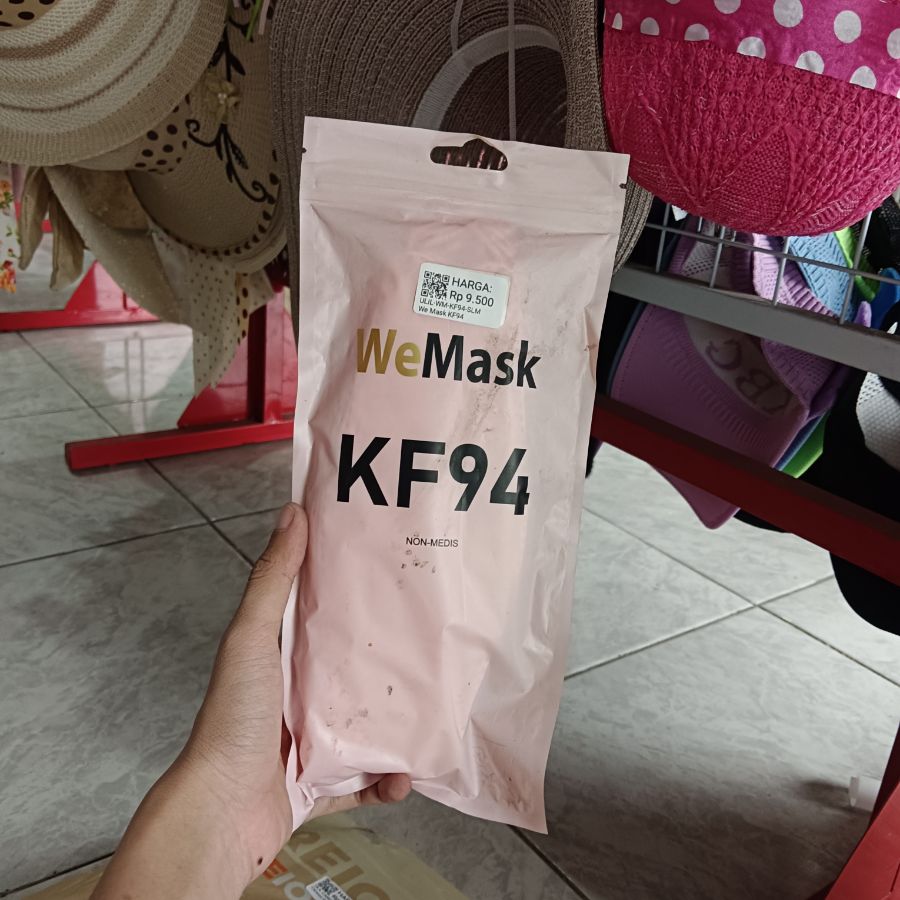 HARGA:
Rp 9.500
ULIL-WM-KF94-SLM
We Mask KF94
WeMask
KF94
NON-MEDIS